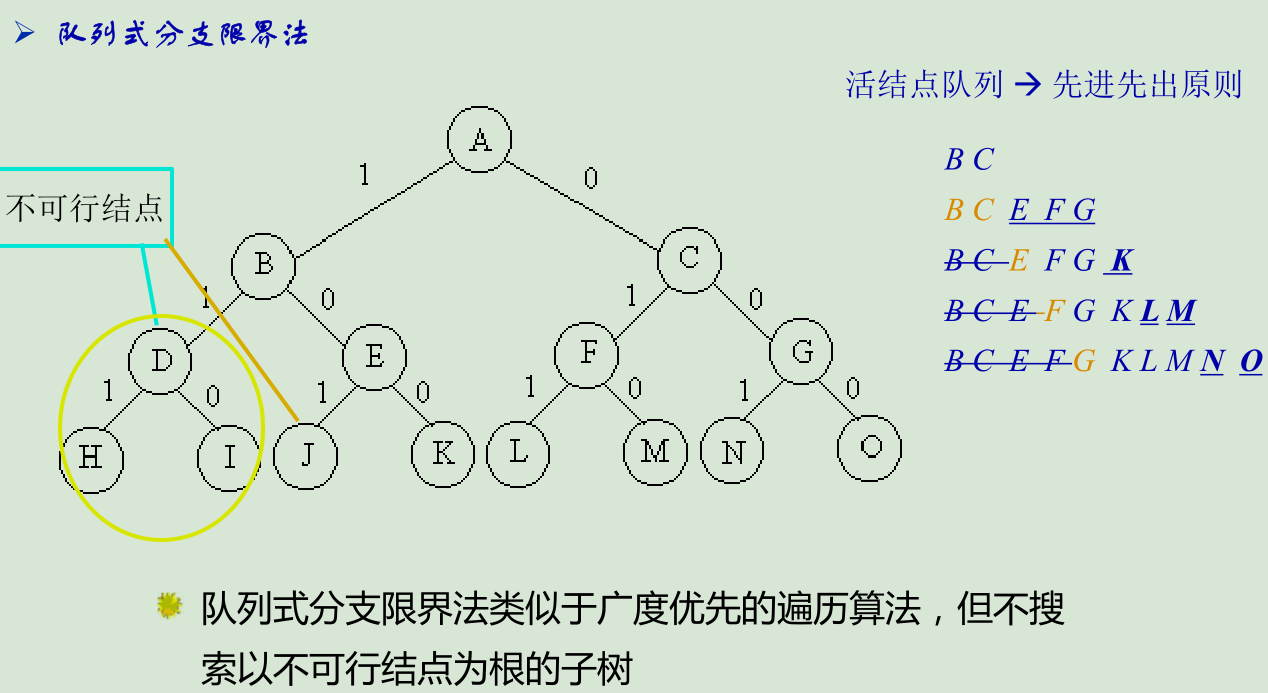 队列式分支限界法
活结点队列 → 先进先出原则
A
1 0
不可行结点
B C
1 0 1 0
D E F G
1 0 1 0 1 0 1 0
H I J K L M N O
B C
B C E F G
B C E F G K
B C E F G K L M
B C E F G K L M N O
队列式分支限界法类似于广度优先的遍历算法，但不搜
索以不可行结点为根的子树